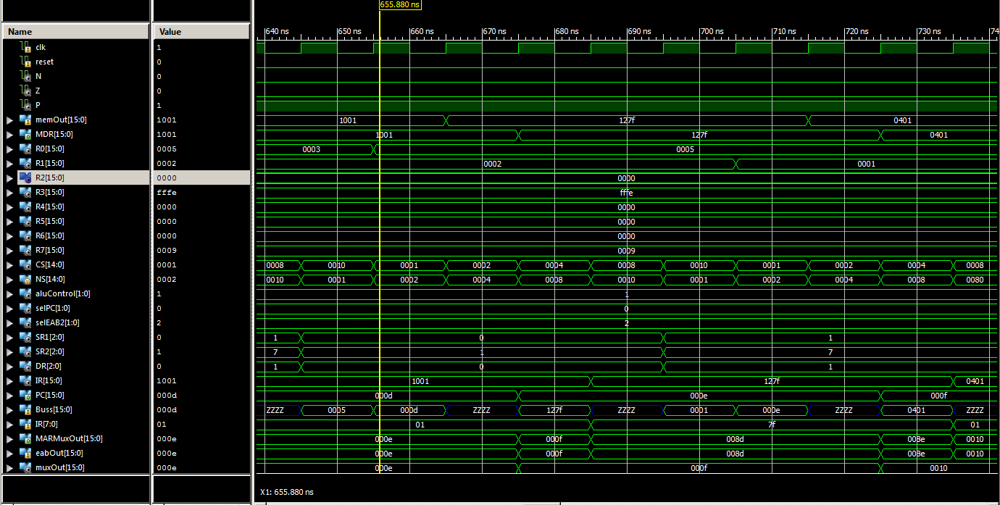 655.880 ns
Name Value
640 ns 650 ns 660 ns 670 ns 680 ns 690 ns 700 ns 710 ns 720 ns 730 ns 74
clk 1
reset 0
N 0
Z 0
P 1
memOut[15:0] 1001 1001 127f 0401
MDR[15:0] 1001 1001 127f 0401
R0[15:0] 0005 0003 0005
R1[15:0] 0002 0002 0001
R2[15:0] 0000 0000
R3[15:0] fffe fffe
R4[15:0] 0000 0000
R5[15:0] 0000 0000
R6[15:0] 0000 0000
R7[15:0] 0009 0009
CS[14:0] 0001 0008 0010 0001 0002 0004 0008 0010 0001 0002 0004 0008
NS[14:0] 0002 0010 0001 0002 0004 0008 0010 0001 0002 0004 0008 0080
aluControl[1:0] 1 1
selPC[1:0] 0 0
selEAB2[1:0] 2 2
SR1[2:0] 0 1 0 1
SR2[2:0] 1 7 1 7
DR[2:0] 0 1 0 1
IR[15:0] 1001 1001 127f 0401
PC[15:0] 000d 000d 000e 000f
Buss[15:0] 000d ZZZZ 0005 000d ZZZZ 127f ZZZZ 0001 000e ZZZZ 0401 ZZZZ
IR[7:0] 01 01 7f 01
MARMuxOut[15:0] 000e 000e 000f 008d 008e 0010
eabOut[15:0] 000e 000e 000f 008d 008e 0010
muxOut[15:0] 000e 000e 000f 0010
X1: 655.880 ns